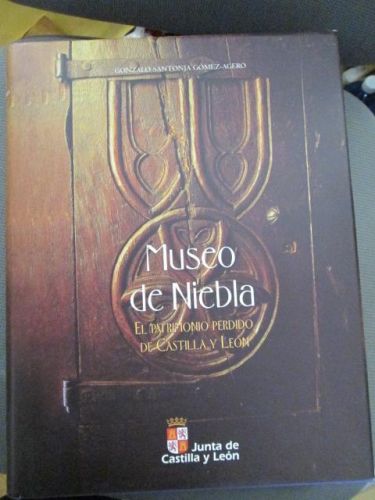 GONZALO SANTONJA GÓMEZ-AGERO
Museo
de Niebla
EL PATRIMONIO PERDIDO
DE CASTILLA Y LEÓN
Junta de
Castilla y León